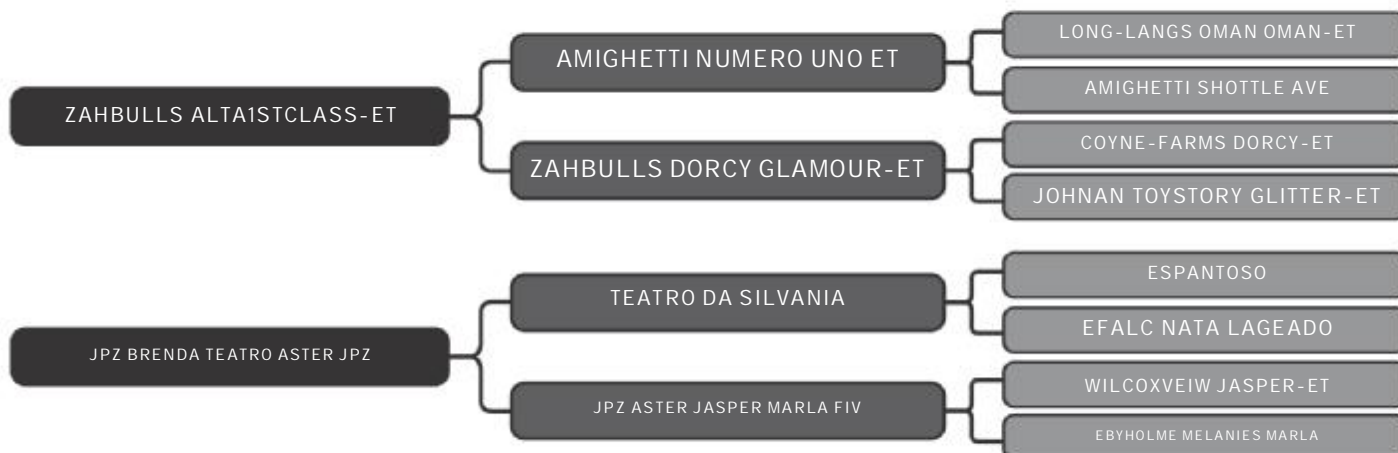 LONG-LANGS OMAN OMAN-ET
AMIGHETTI NUMERO UNO ET
AMIGHETTI SHOTTLE AVE
ZAHBULLS ALTA1STCLASS-ET
COYNE-FARMS DORCY-ET
ZAHBULLS DORCY GLAMOUR-ET
JOHNAN TOYSTORY GLITTER-ET
ESPANTOSO
TEATRO DA SILVANIA
EFALC NATA LAGEADO
JPZ BRENDA TEATRO ASTER JPZ
WILCOXVEIW JASPER-ET
JPZ ASTER JASPER MARLA FIV
EBYHOLME MELANIES MARLA